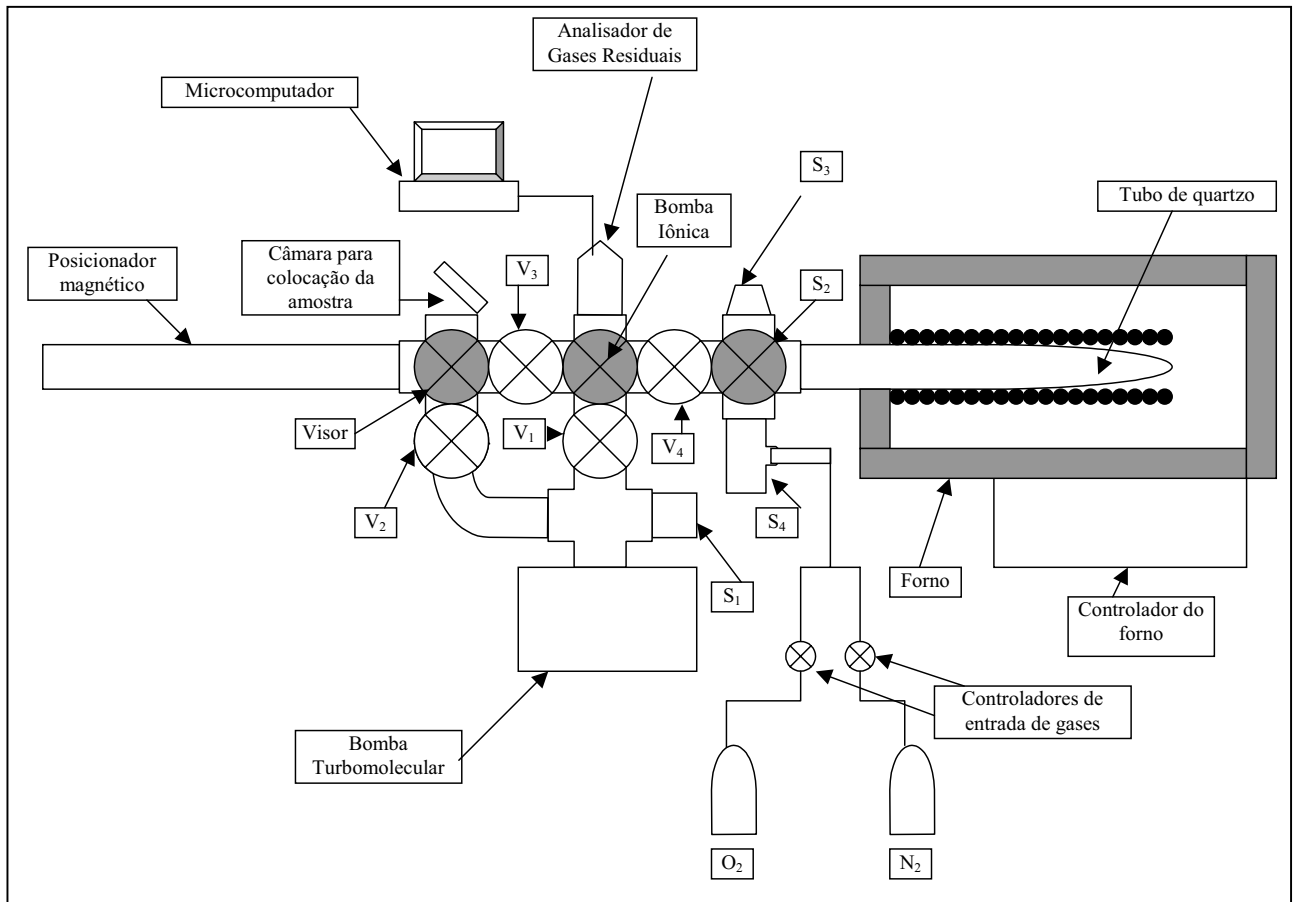 Analisador de
Gases Residuais
Microcomputador
S₃
Bomba
Iônica
Tubo de quartzo
Câmara para
colocação da
amostra
Posicionador
magnético
V₃
S₂
Visor
V₁
V₄
V₂
S₄
S₁
Forno
Controlador do
forno
Controladores de
entrada de gases
Bomba
Turbomolecular
O₂
N₂